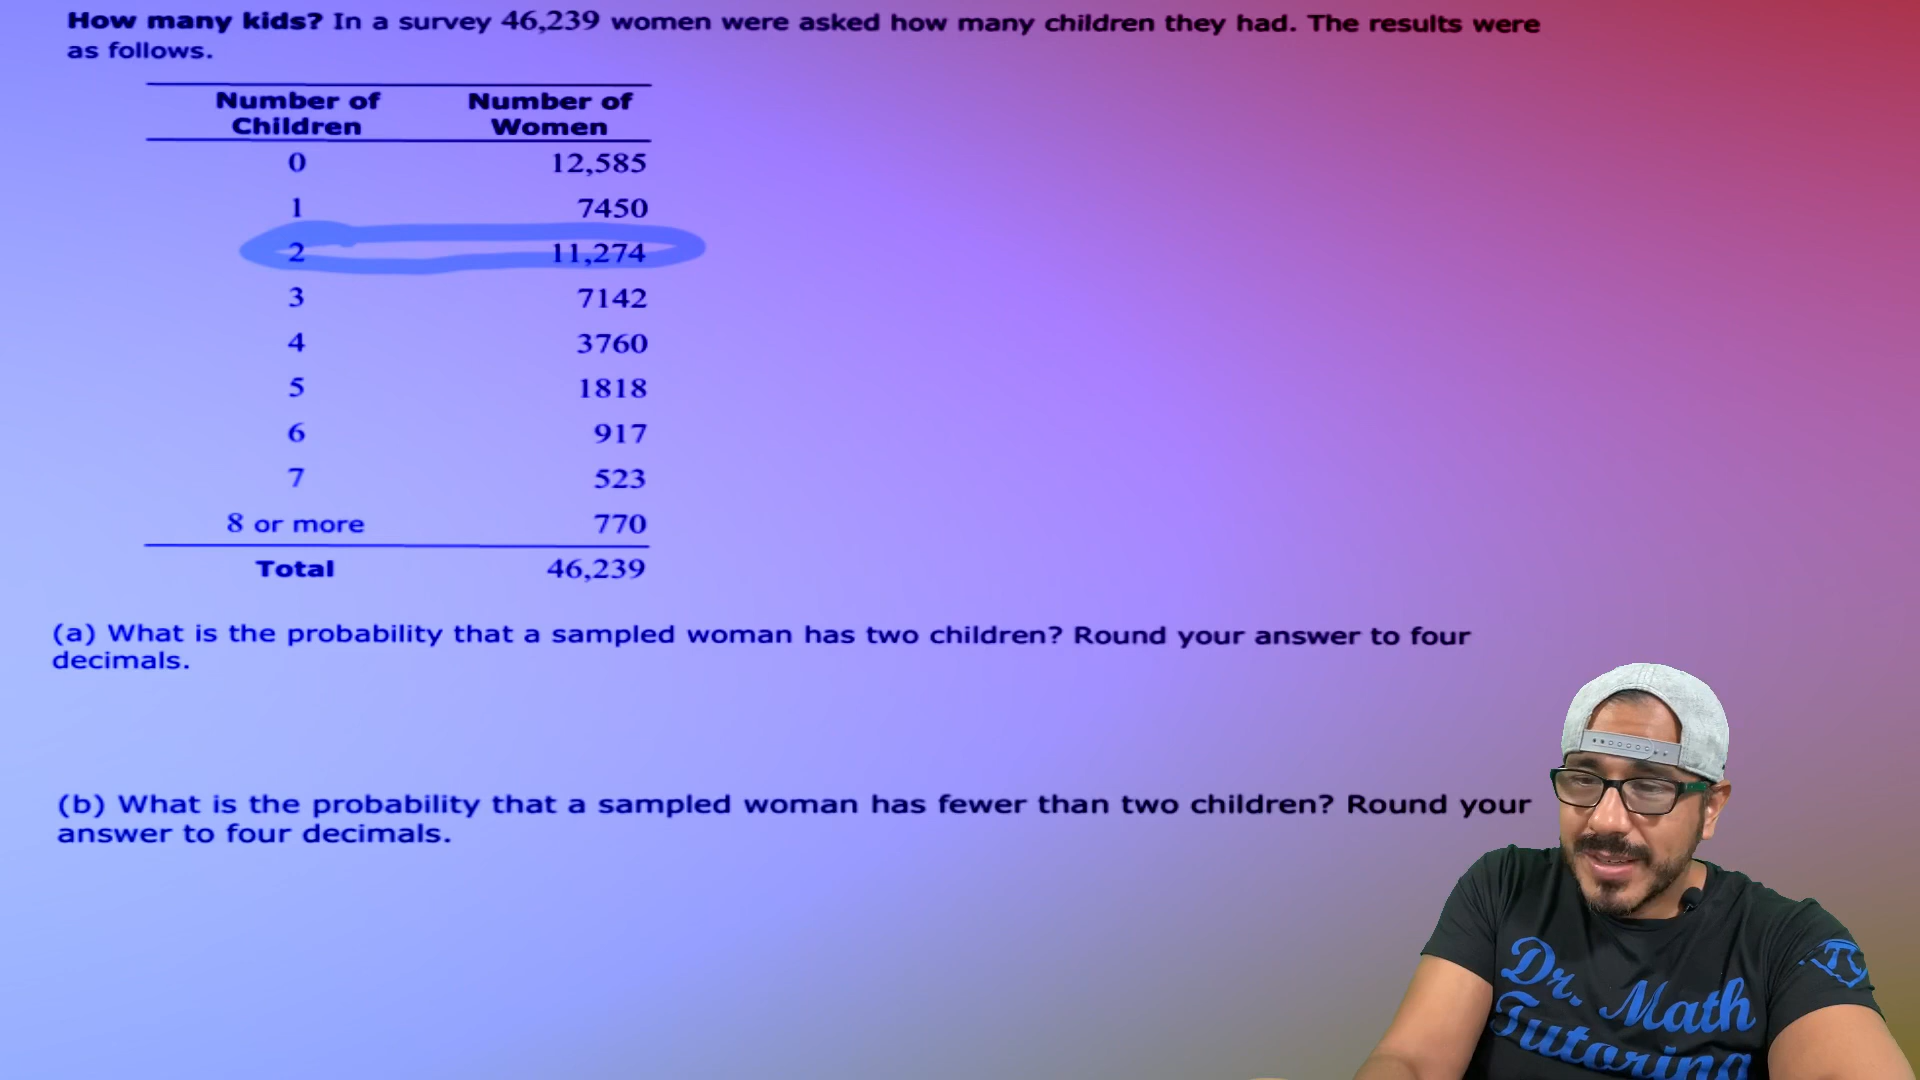 How many kids? In a survey 46,239 women were asked how many children they had. The results were
as follows.
Number of Children Number of Women
0 12,585
1 7450
2 11,274
3 7142
4 3760
5 1818
6 917
7 523
8 or more 770
Total 46,239
(a) What is the probability that a sampled woman has two children? Round your answer to four
decimals.
(b) What is the probability that a sampled woman has fewer than two children? Round your
answer to four decimals.
Dr. Math
Tutoring